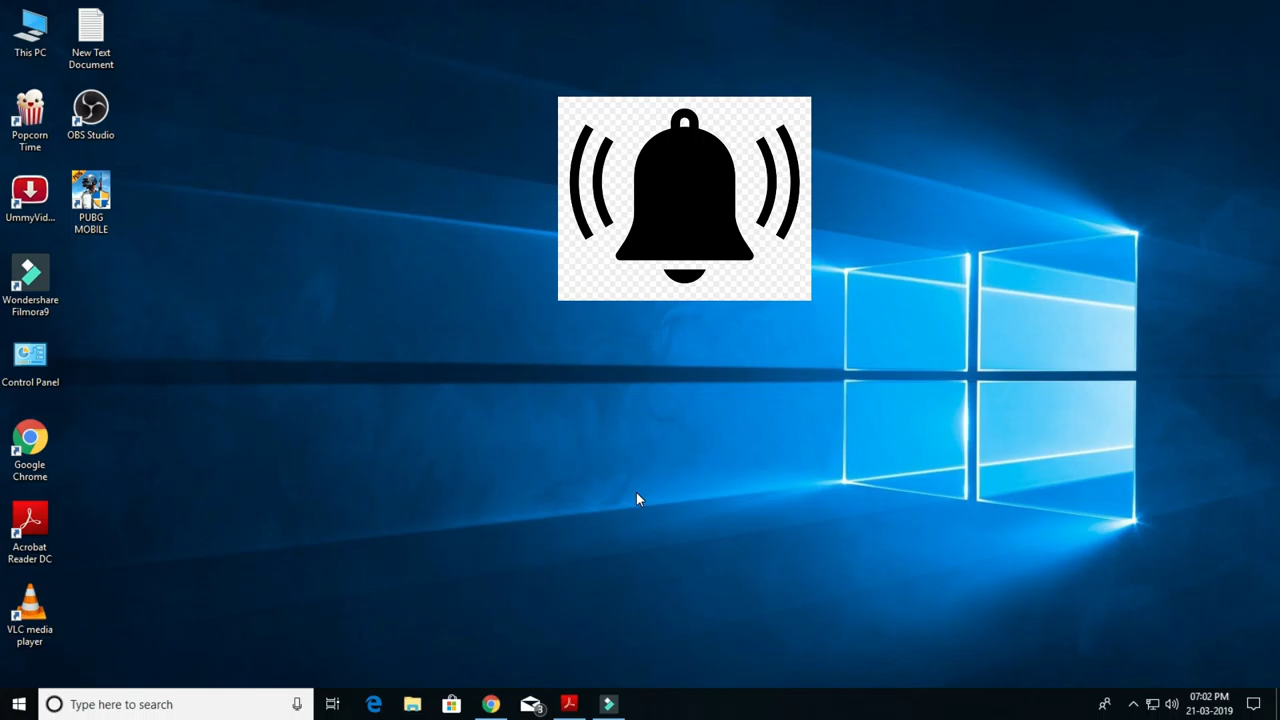 This PC
New Text
Document
Popcorn
Time
OBS Studio
UmmyVid...
PUBG
MOBILE
Wondershare
Filmora9
Control Panel
Google
Chrome
Acrobat
Reader DC
VLC media
player
Type here to search
3
07:02 PM
21-03-2019